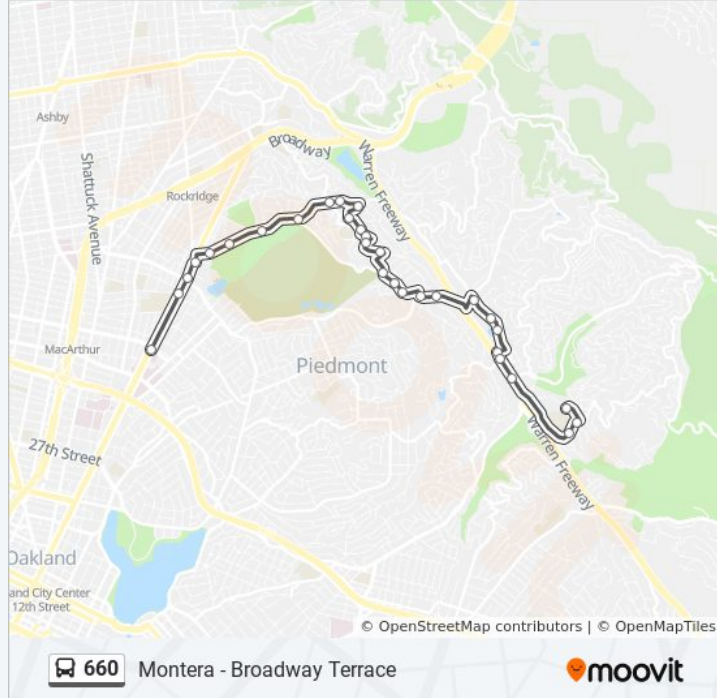 Ashby
Broadway
Shattuck Avenue
Warren Freeway
Rockridge
MacArthur
Piedmont
27th Street
Warren Freeway
Oakland
and City Center
12th Street
© OpenStreetMap contributors | © OpenMapTiles
660 Montera - Broadway Terrace
moovit